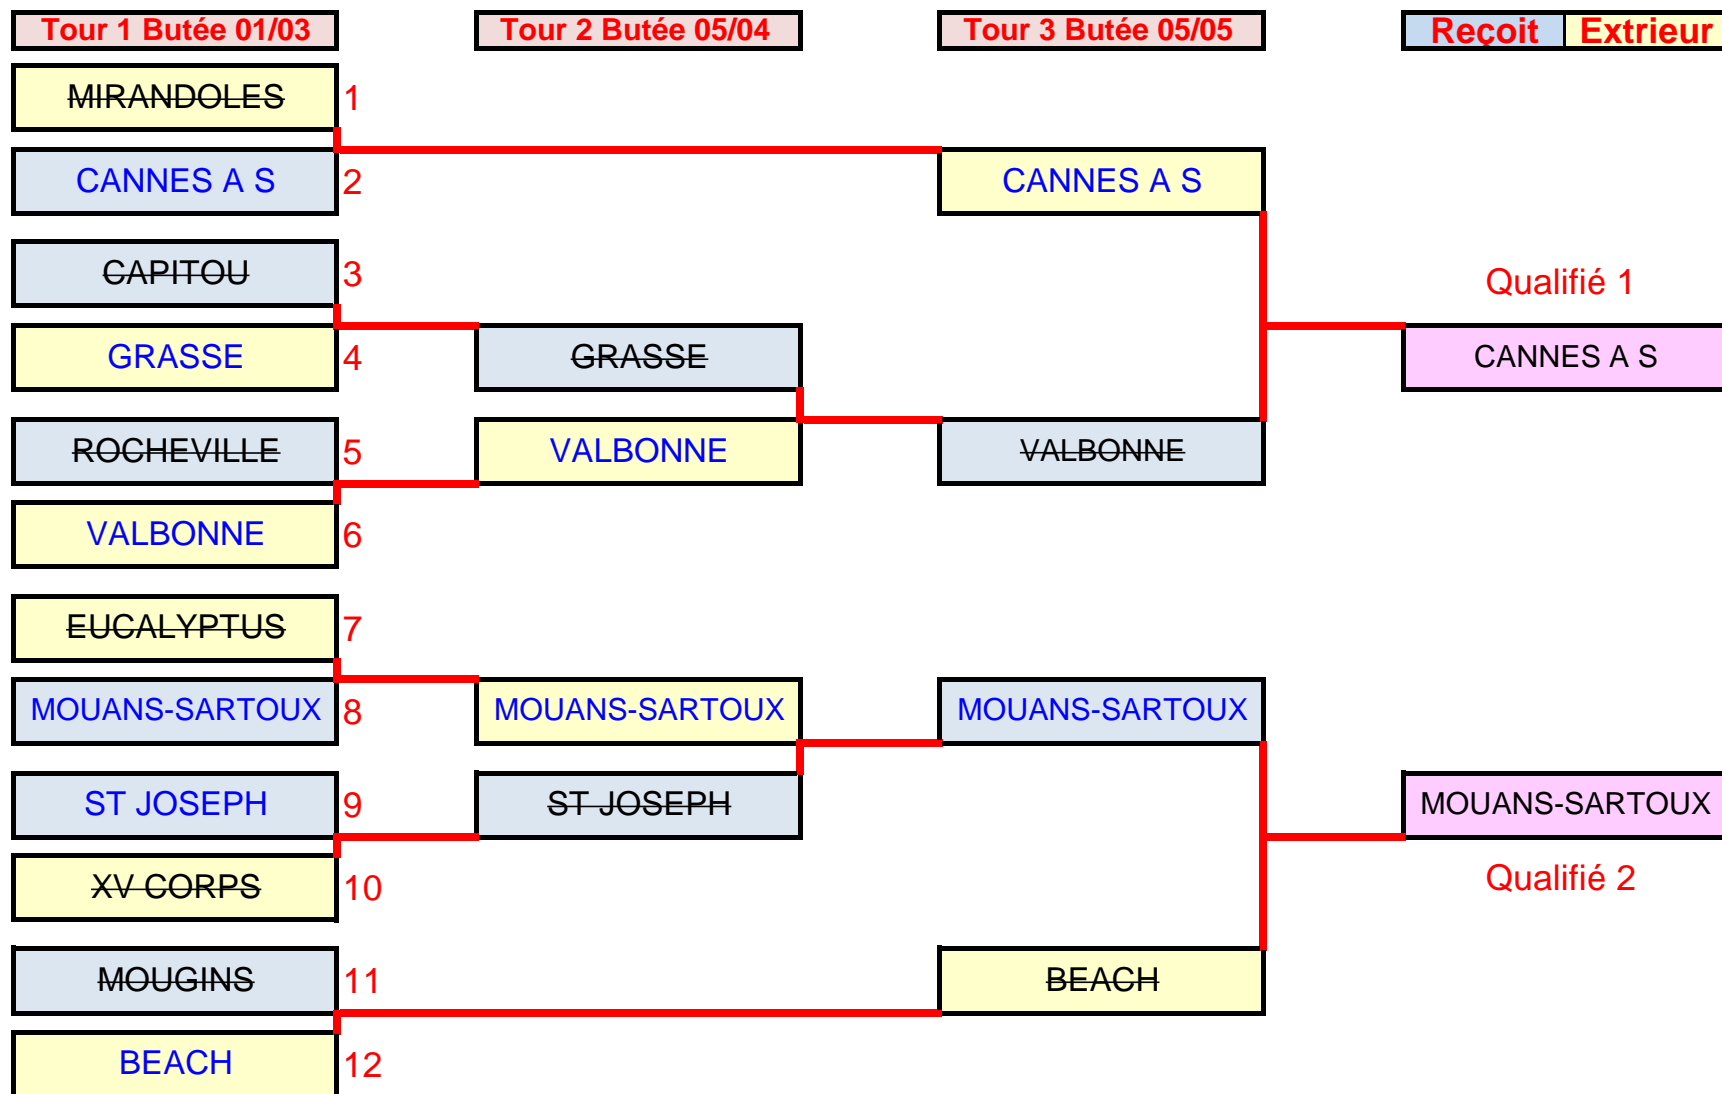 Tour 1 Butée 01/03 Tour 2 Butée 05/04 Tour 3 Butée 05/05 Reçoit Extrieur
MIRANDOLES 1
CANNES A S 2 CANNES A S
CAPITOU 3 Qualifié 1
GRASSE 4 GRASSE CANNES A S
ROCHEVILLE 5 VALBONNE VALBONNE
VALBONNE 6
EUCALYPTUS 7
MOUANS-SARTOUX 8 MOUANS-SARTOUX MOUANS-SARTOUX
ST JOSEPH 9 ST JOSEPH MOUANS-SARTOUX
XV CORPS 10 Qualifié 2
MOUGINS 11 BEACH
BEACH 12